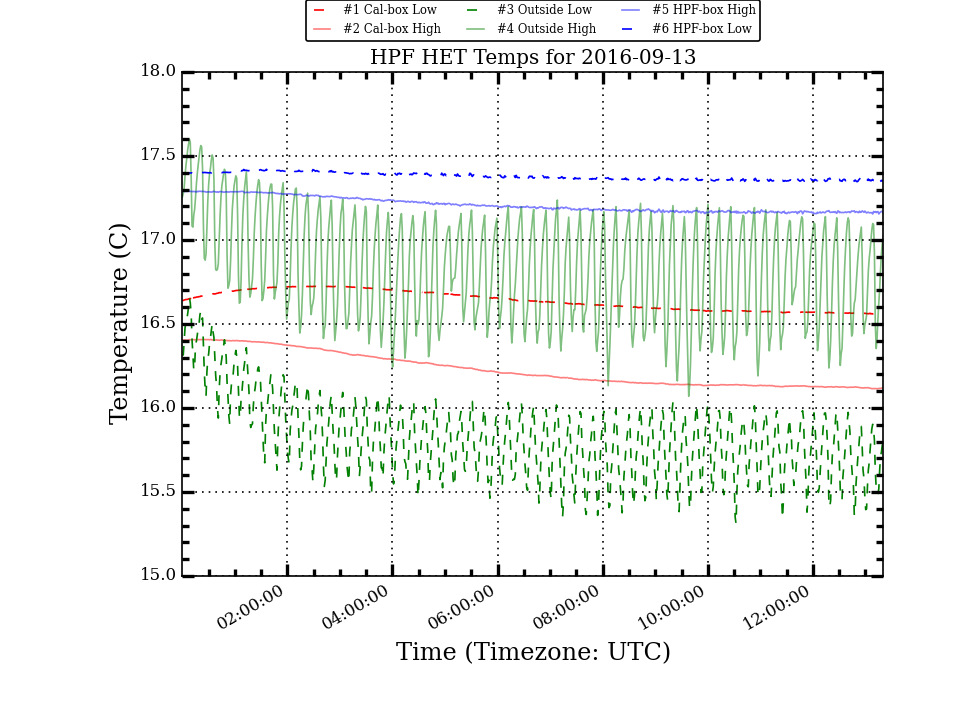 #1 Cal-box Low #3 Outside Low #5 HPF-box High
#2 Cal-box High #4 Outside High #6 HPF-box Low
HPF HET Temps for 2016-09-13
18.0
17.5
17.0
16.5
16.0
15.5
15.0
Temperature (C)
02:00:00 04:00:00 06:00:00 08:00:00 10:00:00 12:00:00
Time (Timezone: UTC)